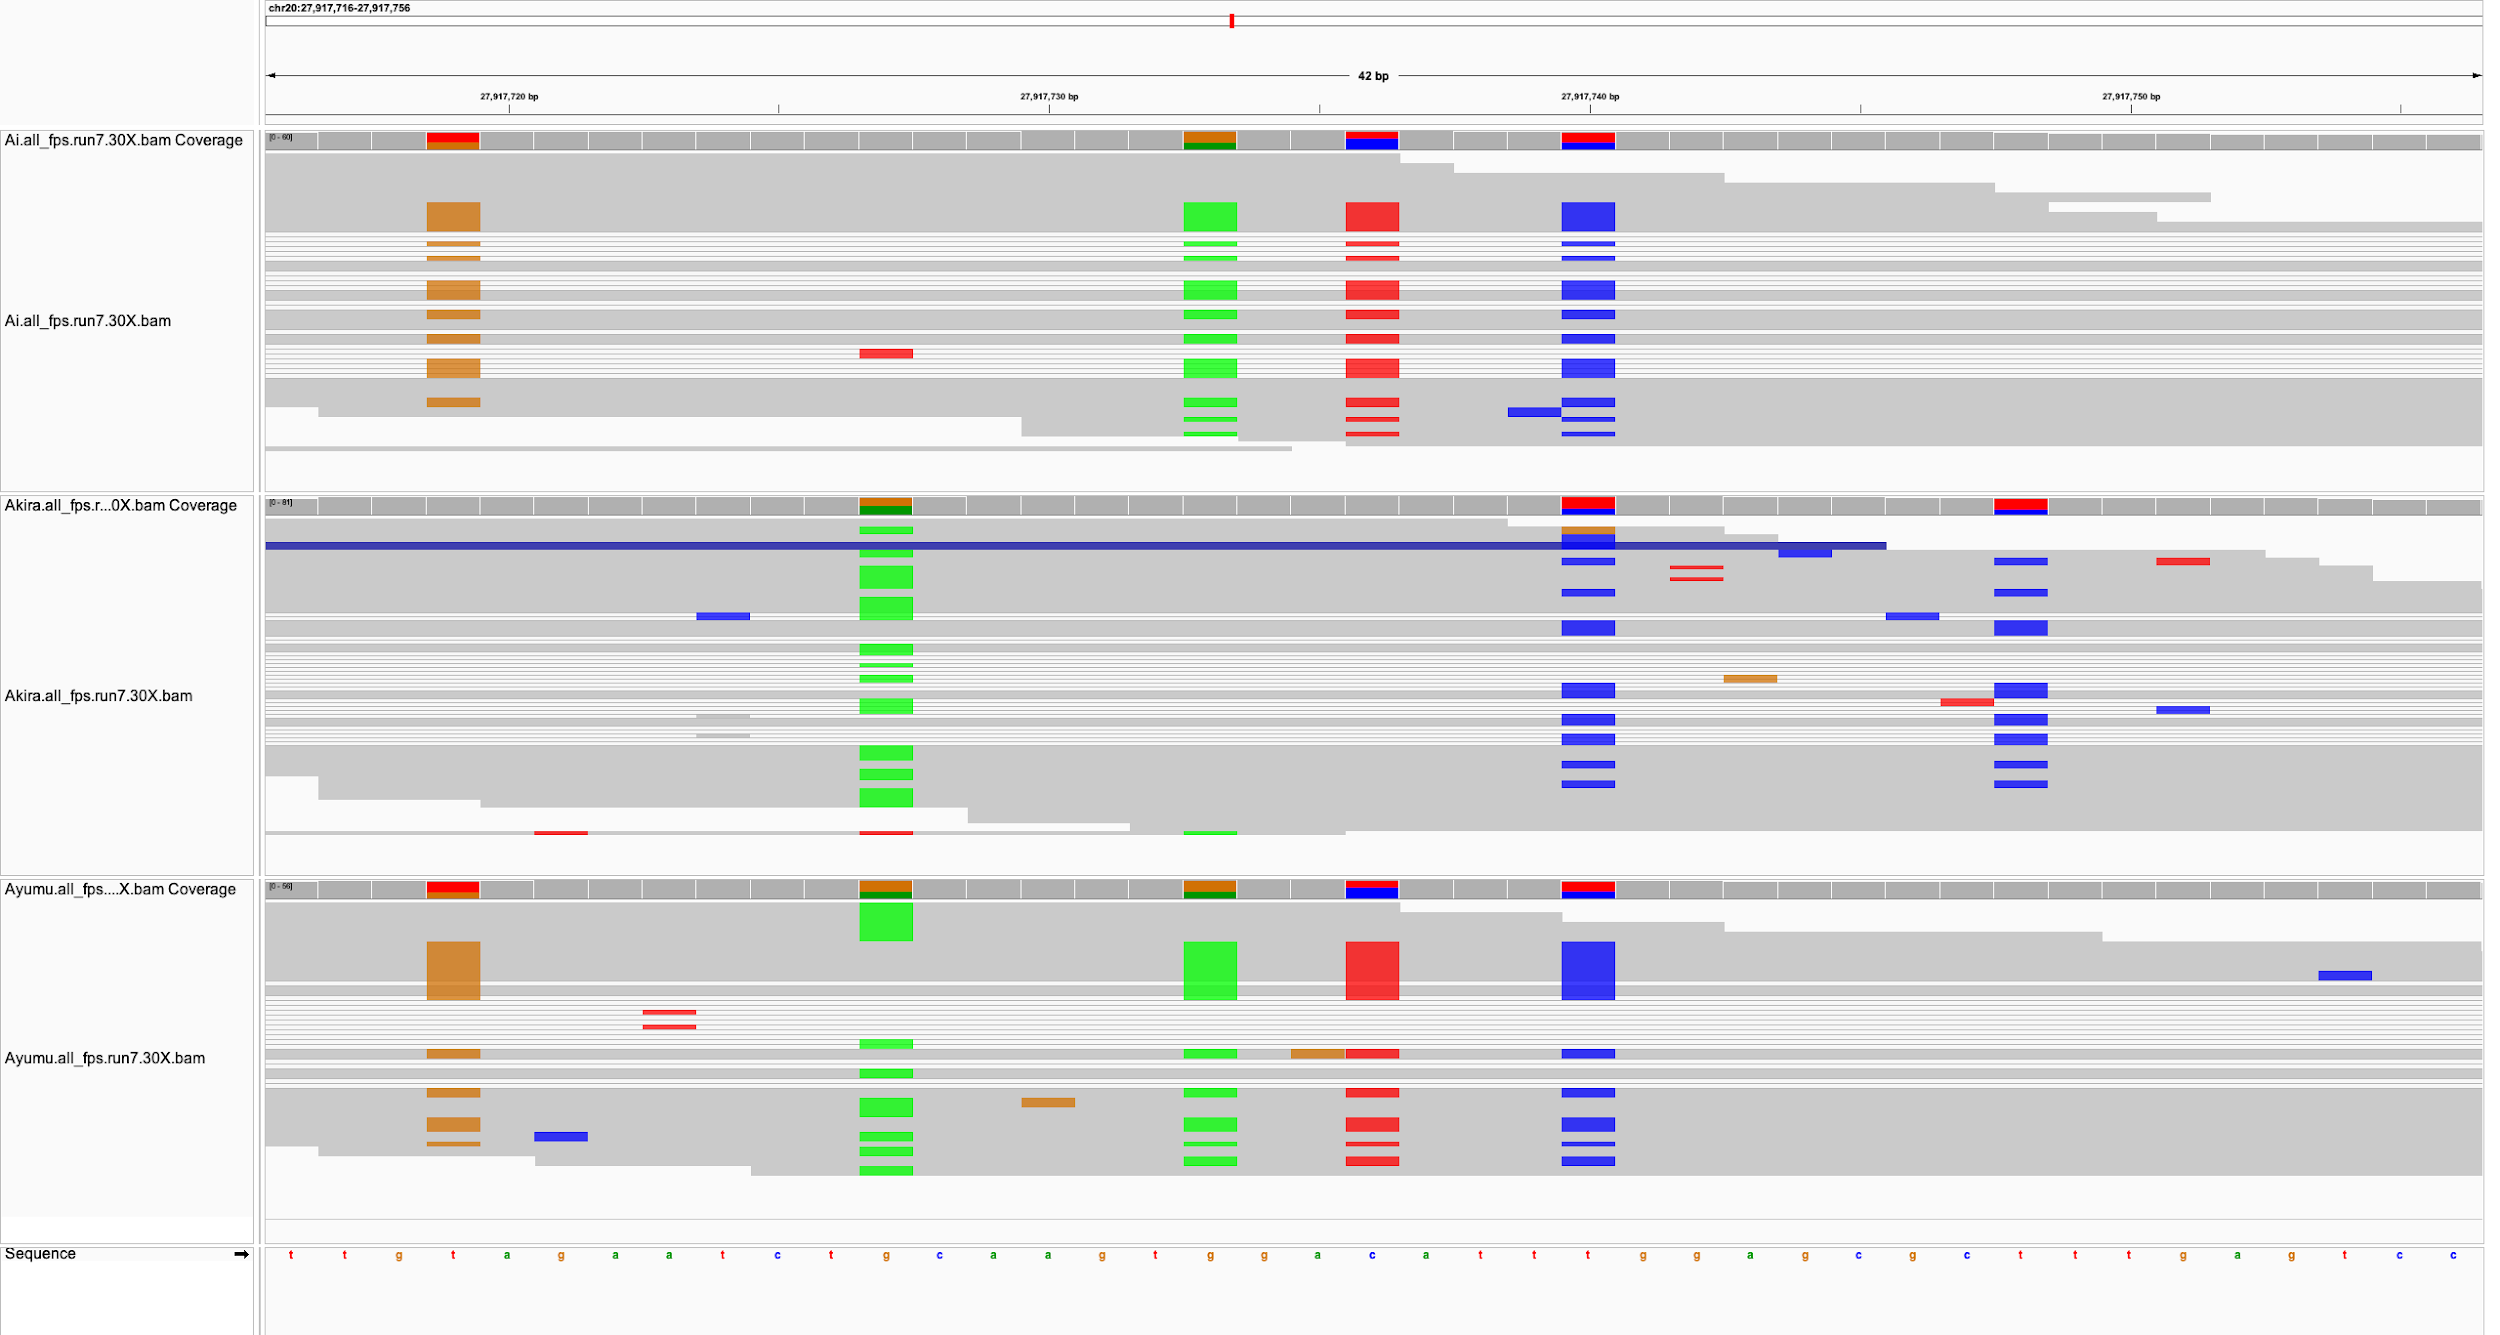 chr20:27,917,716-27,917,756
42 bp
27,917,720 bp 27,917,730 bp 27,917,740 bp 27,917,750 bp
Ai.all_fps.run7.30X.bam Coverage
[0 - 60]
Ai.all_fps.run7.30X.bam
Akira.all_fps.r...0X.bam Coverage
[0 - 81]
Akira.all_fps.run7.30X.bam
Ayumu.all_fps....X.bam Coverage
[0 - 56]
Ayumu.all_fps.run7.30X.bam
Sequence t t g t a g a a t c t g c a a g t g g a c a t t t g g a g c g c t t t g a g t c c